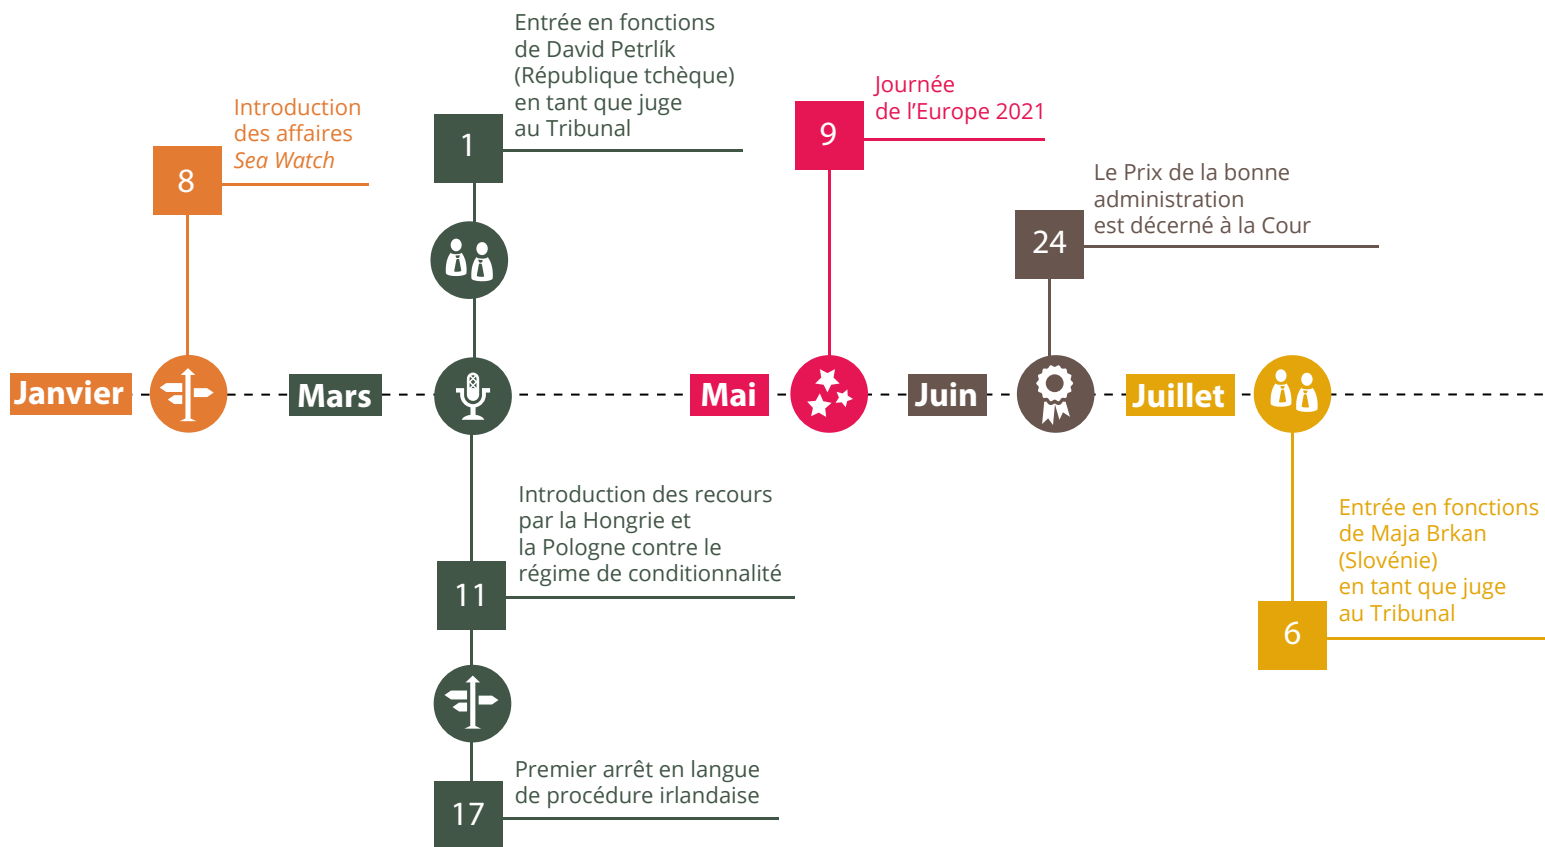 Janvier
8
Introduction
des affaires
Sea Watch
Mars
1
Entrée en fonctions
de David Petrlík
(République tchèque)
en tant que juge
au Tribunal
11
Introduction des recours
par la Hongrie et
la Pologne contre le
régime de conditionnalité
17
Premier arrêt en langue
de procédure irlandaise
Mai
9
Journée
de l'Europe 2021
Juin
24
Le Prix de la bonne
administration
est décerné à la Cour
Juillet
6
Entrée en fonctions
de Maja Brkan
(Slovénie)
en tant que juge
au Tribunal